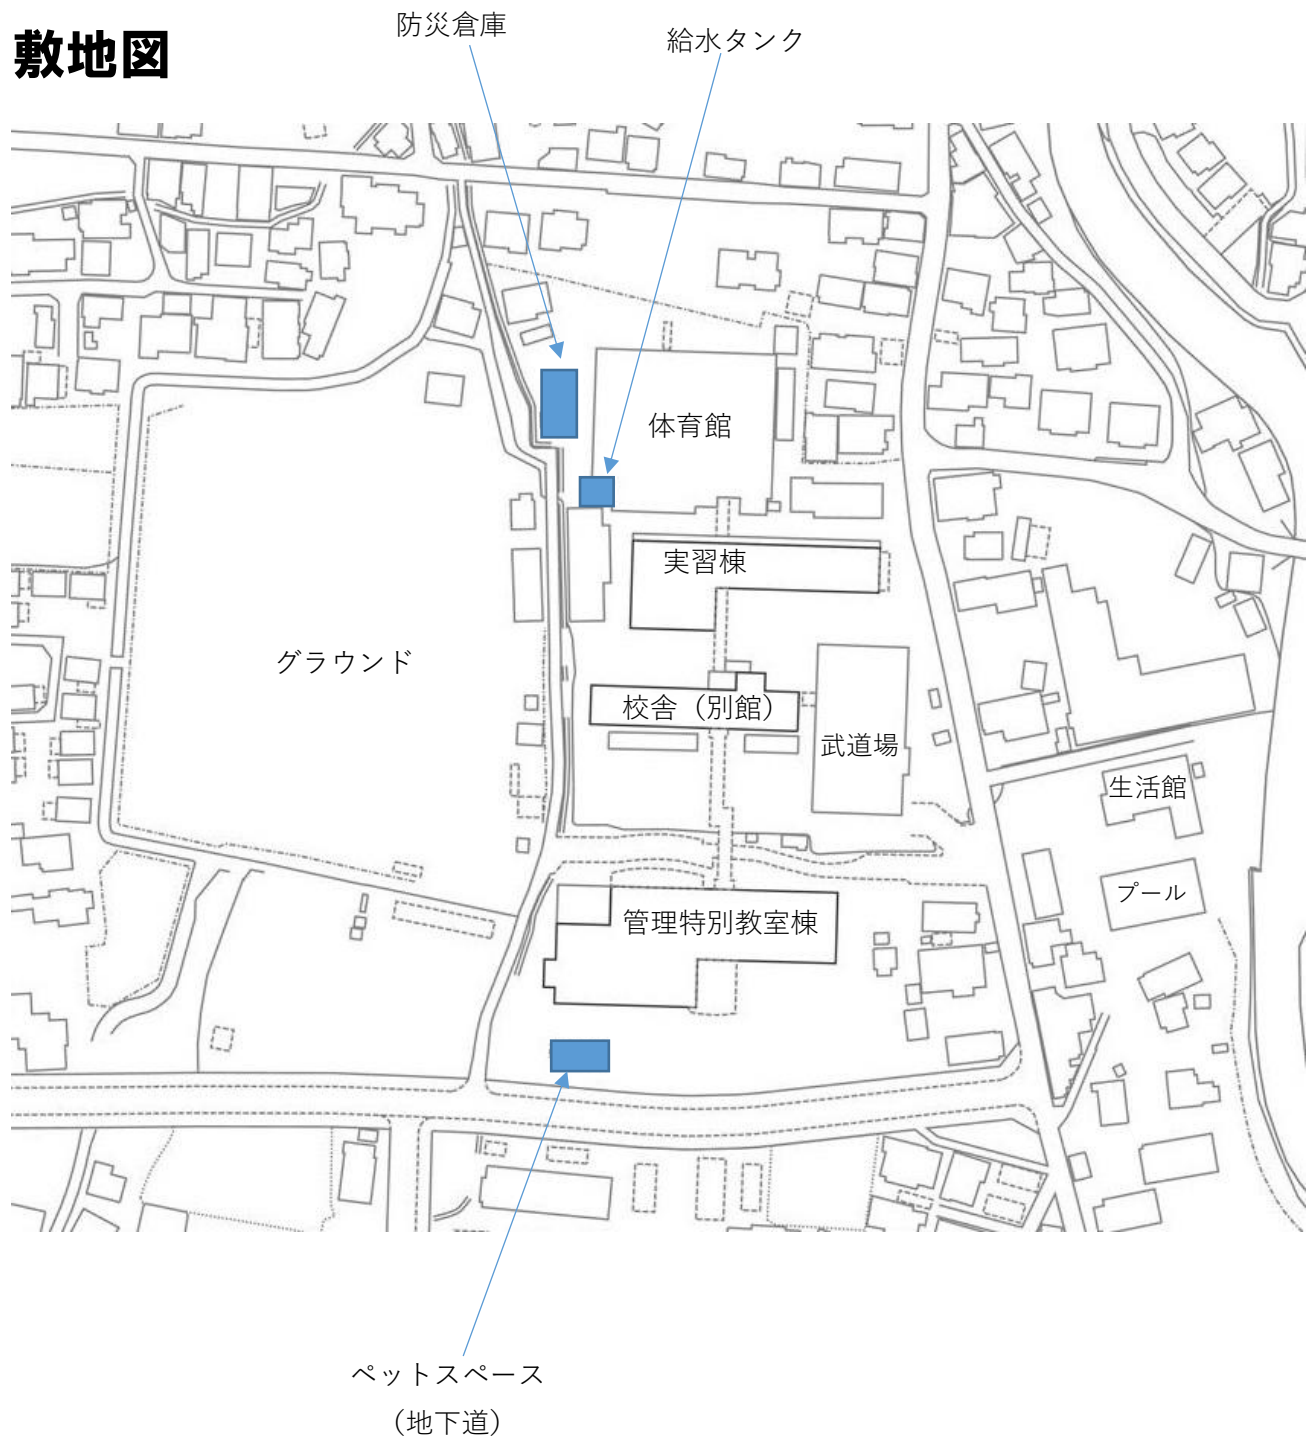 敷地図
防災倉庫
給水タンク
体育館
実習棟
グラウンド
校舎（別館）
武道場
生活館
プール
管理特別教室棟
ペットスペース
（地下道）